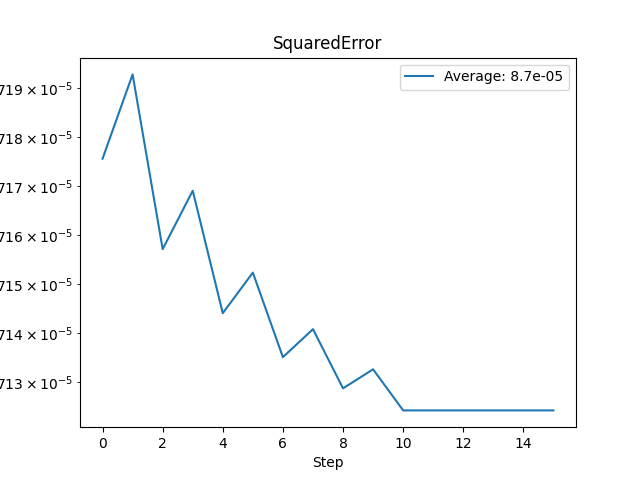 SquaredError
Average: 8.7e-05
719 × 10⁻⁵
718 × 10⁻⁵
717 × 10⁻⁵
716 × 10⁻⁵
715 × 10⁻⁵
714 × 10⁻⁵
713 × 10⁻⁵
0 2 4 6 8 10 12 14
Step